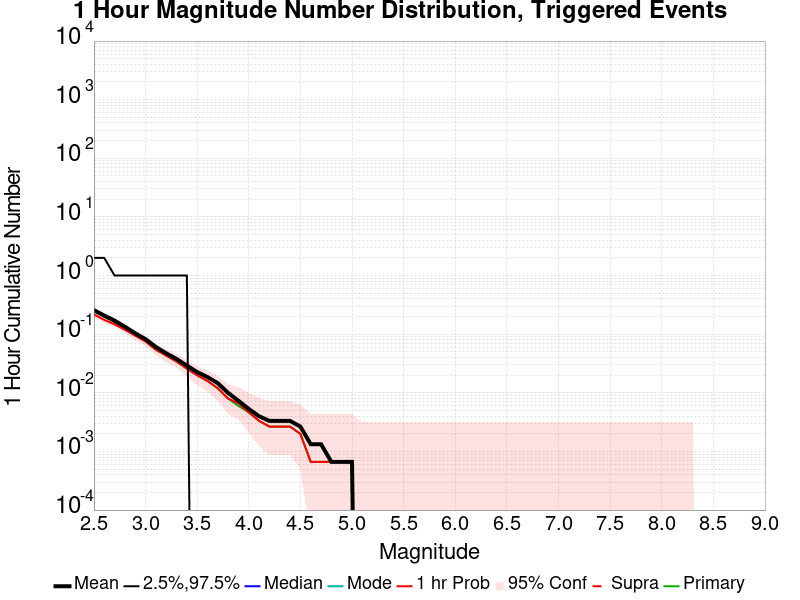 1 Hour Magnitude Number Distribution, Triggered Events
1 Hour Cumulative Number
10^4
10^3
10^2
10^1
10^0
10^-1
10^-2
10^-3
10^-4
2.5 3.0 3.5 4.0 4.5 5.0 5.5 6.0 6.5 7.0 7.5 8.0 8.5 9.0
Magnitude
Mean 2.5%,97.5% Median Mode 1 hr Prob 95% Conf Supra Primary